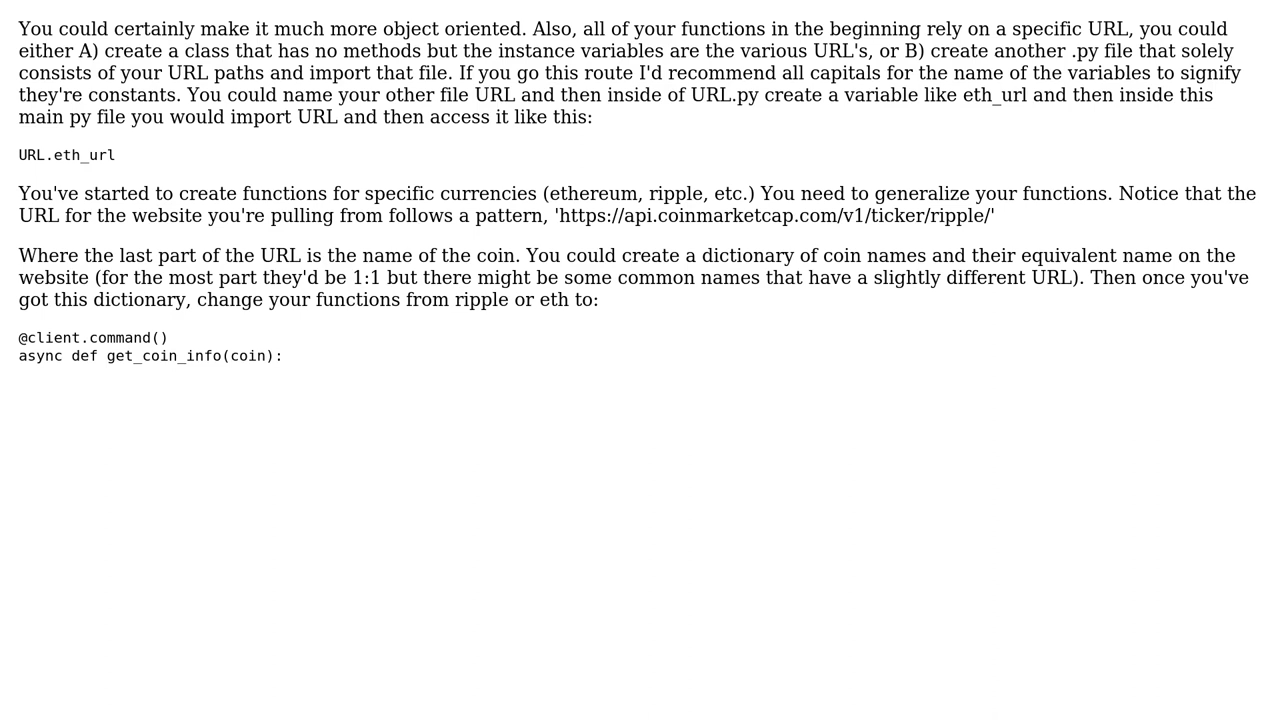 You could certainly make it much more object oriented. Also, all of your functions in the beginning rely on a specific URL, you could
either A) create a class that has no methods but the instance variables are the various URL's, or B) create another .py file that solely
consists of your URL paths and import that file. If you go this route I'd recommend all capitals for the name of the variables to signify
they're constants. You could name your other file URL and then inside of URL.py create a variable like eth_url and then inside this
main py file you would import URL and then access it like this:
URL.eth_url
You've started to create functions for specific currencies (ethereum, ripple, etc.) You need to generalize your functions. Notice that the
URL for the website you're pulling from follows a pattern, 'https://api.coinmarketcap.com/v1/ticker/ripple/'
Where the last part of the URL is the name of the coin. You could create a dictionary of coin names and their equivalent name on the
website (for the most part they'd be 1:1 but there might be some common names that have a slightly different URL). Then once you've
got this dictionary, change your functions from ripple or eth to:
@client.command()
async def get_coin_info(coin):